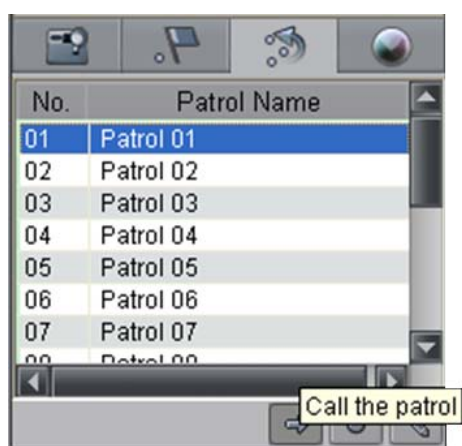 No. Patrol Name
01 Patrol 01
02 Patrol 02
03 Patrol 03
04 Patrol 04
05 Patrol 05
06 Patrol 06
07 Patrol 07
Call the patrol